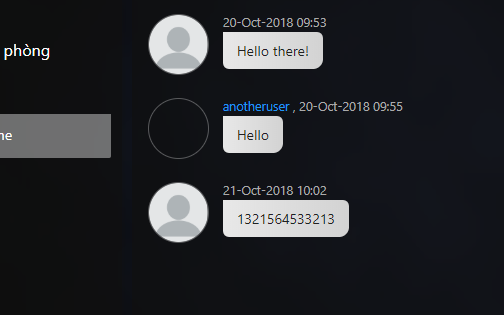 phòng
20-Oct-2018 09:53
Hello there!
anotheruser , 20-Oct-2018 09:55
Hello
21-Oct-2018 10:02
1321564533213